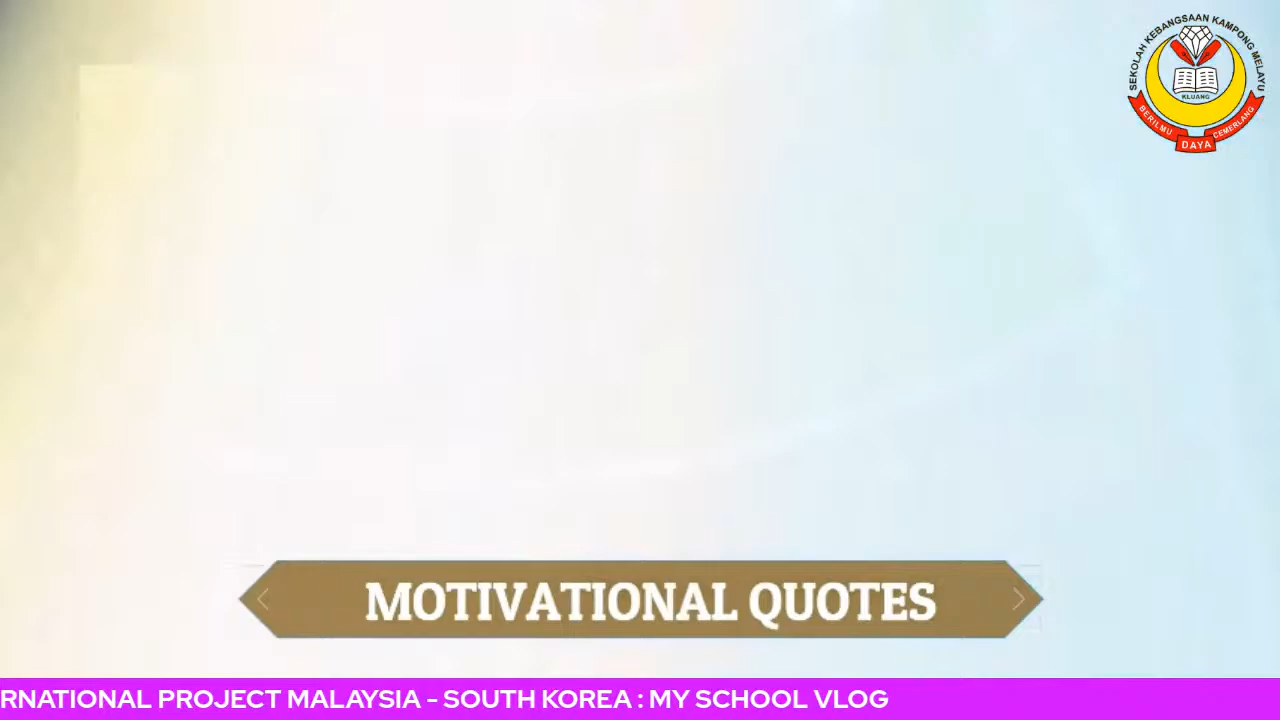 SEKOLAH KEBANGSAAN KAMPONG MELAYU
KLUANG
BERILMU DAYA CEMERLANG
MOTIVATIONAL QUOTES
RNATIONAL PROJECT MALAYSIA - SOUTH KOREA : MY SCHOOL VLOG